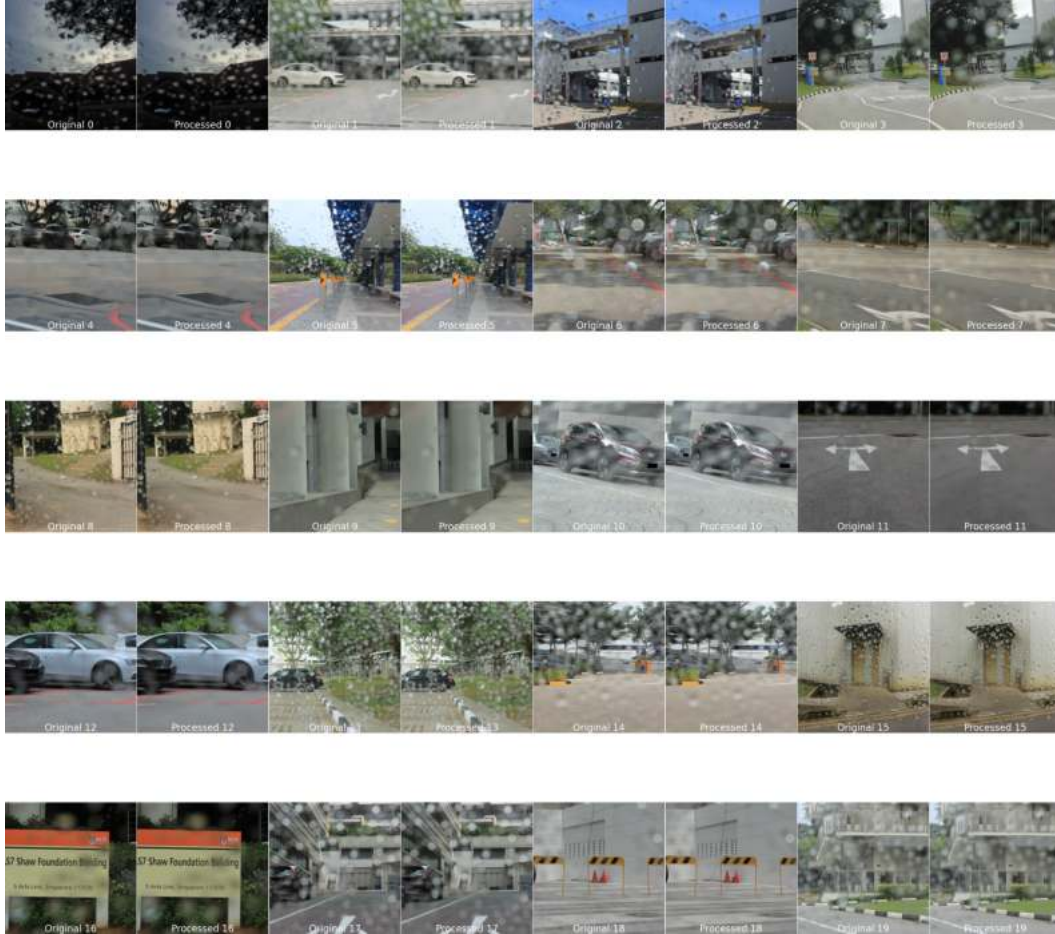 Original 0 Processed 0 Original 1 Processed 1 Original 2 Processed 2 Original 3 Processed 3
Original 4 Processed 4 Original 5 Processed 5 Original 6 Processed 6 Original 7 Processed 7
Original 8 Processed 8 Original 9 Processed 9 Original 10 Processed 10 Original 11 Processed 11
Original 12 Processed 12 Original 13 Processed 13 Original 14 Processed 14 Original 15 Processed 15
S7 Shaw Foundation Building S7 Shaw Foundation Building
Original 16 Processed 16 Original 17 Processed 17 Original 18 Processed 18 Original 19 Processed 19